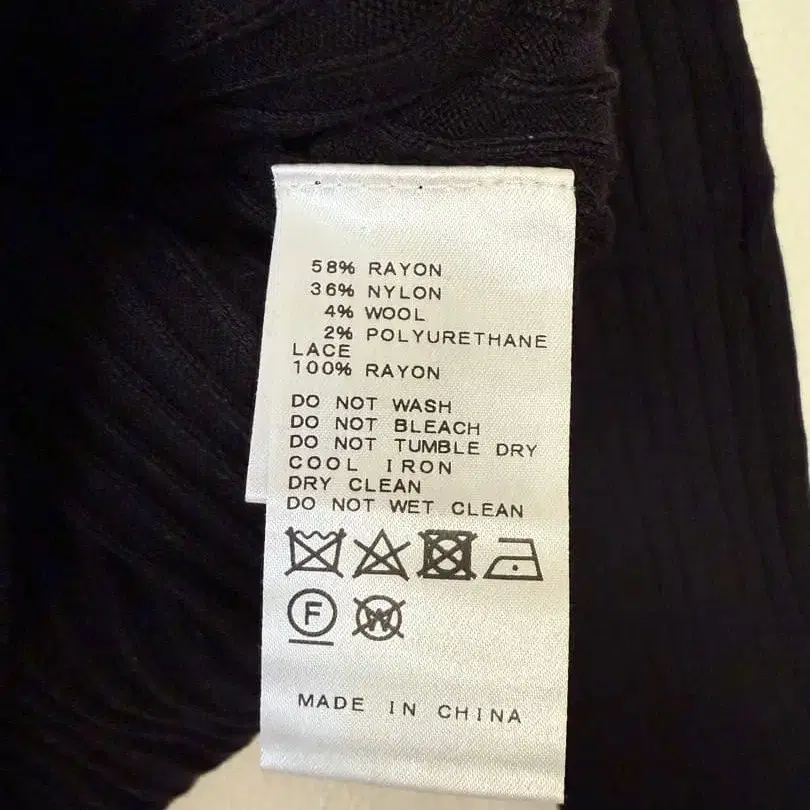 58% RAYON
36% NYLON
4% WOOL
2% POLYURETHANE
LACE
100% RAYON
DO NOT WASH
DO NOT BLEACH
DO NOT TUMBLE DRY
COOL IRON
DRY CLEAN
DO NOT WET CLEAN
F W
MADE IN CHINA